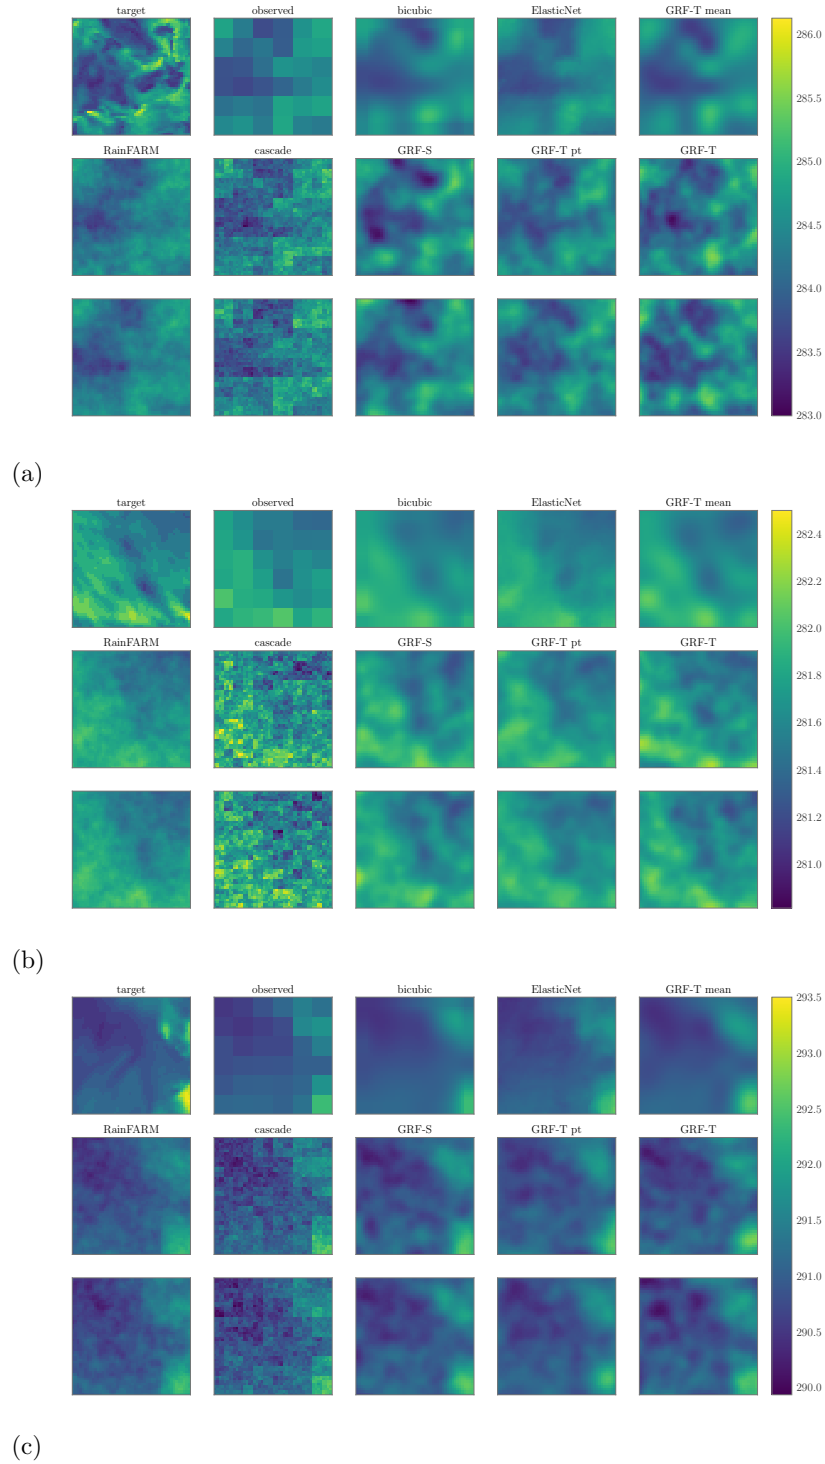 target observed bicubic ElasticNet GRF-T mean
286.0
285.5
RainFARM cascade GRF-S GRF-T pt GRF-T
285.0
284.5
284.0
283.5
283.0
(a)
target observed bicubic ElasticNet GRF-T mean
282.4
282.2
282.0
RainFARM cascade GRF-S GRF-T pt GRF-T
281.8
281.6
281.4
281.2
281.0
(b)
target observed bicubic ElasticNet GRF-T mean
293.5
293.0
292.5
RainFARM cascade GRF-S GRF-T pt GRF-T
292.0
291.5
291.0
290.5
290.0
(c)